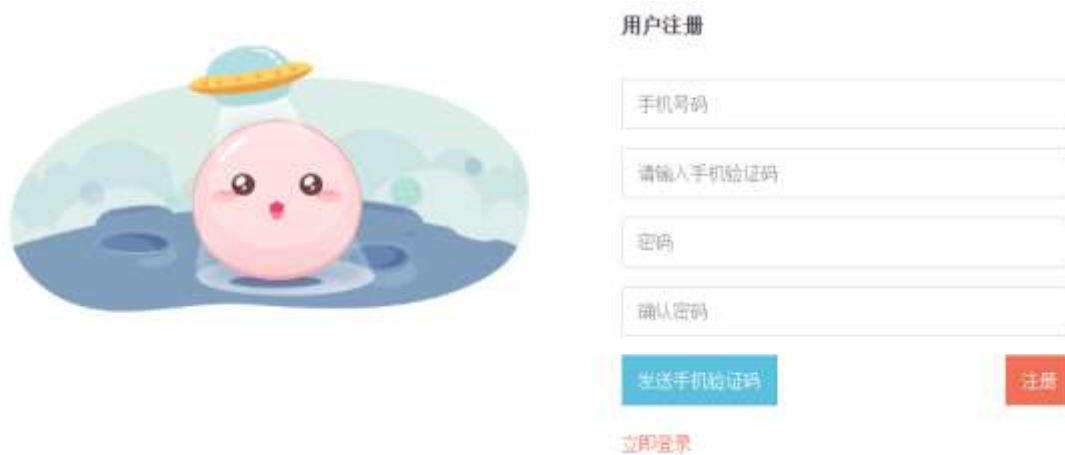 用户注册
手机号码
请输入手机验证码
密码
确认密码
发送手机验证码 注册
立即登录